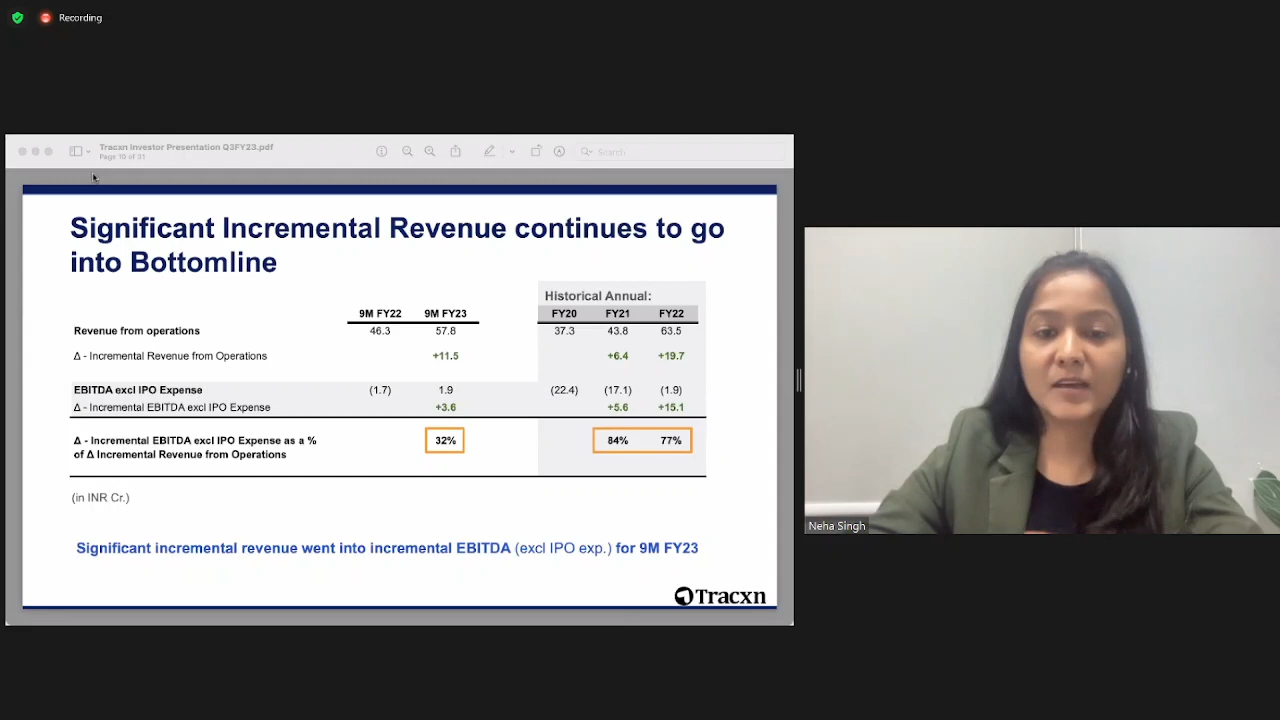 Recording
Tracxn Investor Presentation Q3FY23.pdf
Page 10 of 31
Search
Significant Incremental Revenue continues to go
into Bottomline
Historical Annual:
9M FY22 9M FY23 FY20 FY21 FY22
Revenue from operations 46.3 57.8 37.3 43.8 63.5
Δ - Incremental Revenue from Operations +11.5 +6.4 +19.7
EBITDA excl IPO Expense (1.7) 1.9 (22.4) (17.1) (1.9)
Δ - Incremental EBITDA excl IPO Expense +3.6 +5.6 +15.1
Δ - Incremental EBITDA excl IPO Expense as a % 32% 84% 77%
of Δ Incremental Revenue from Operations
(in INR Cr.)
Significant incremental revenue went into incremental EBITDA (excl IPO exp.) for 9M FY23
Tracxn
Neha Singh